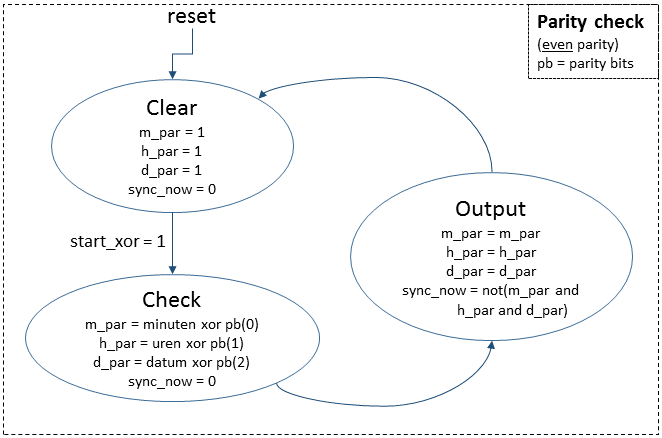 reset
Parity check
(even parity)
pb = parity bits
Clear
m_par = 1
h_par = 1
d_par = 1
sync_now = 0
start_xor = 1
Output
m_par = m_par
h_par = h_par
d_par = d_par
sync_now = not(m_par and
h_par and d_par)
Check
m_par = minuten xor pb(0)
h_par = uren xor pb(1)
d_par = datum xor pb(2)
sync_now = 0